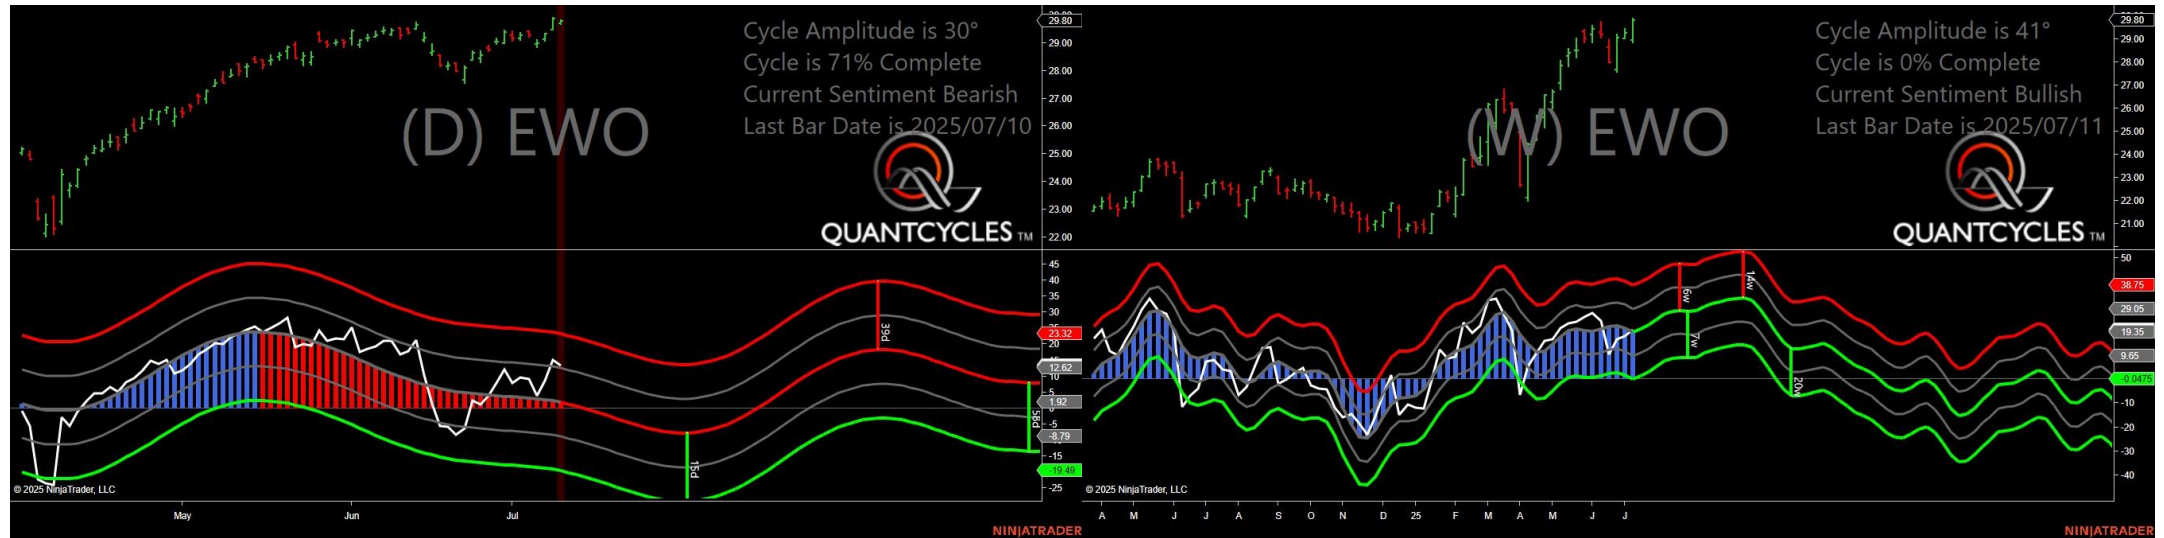 Cycle Amplitude is 30°
Cycle is 71% Complete
Current Sentiment Bearish
Last Bar Date is 2025/07/10
(D) EWO
QUANTCYCLES TM
29.80
29.00
28.00
27.00
26.00
25.00
24.00
23.00
22.00
45
40
35
30
23.32
20
12.62
10
5
1.92
-5
-8.79
-15
-19.49
-25
39d
15d
58d
© 2025 NinjaTrader, LLC
May Jun Jul
NINJATRADER
Cycle Amplitude is 41°
Cycle is 0% Complete
Current Sentiment Bullish
Last Bar Date is 2025/07/11
(W) EWO
QUANTCYCLES TM
29.80
29.00
28.00
27.00
26.00
25.00
24.00
23.00
22.00
21.00
50
38.75
29.05
19.35
9.65
-0.0475
-10
-20
-30
-40
6w
14w
7w
20w
© 2025 NinjaTrader, LLC
A M J J A S O N D 25 F M A M J J
NINJATRADER